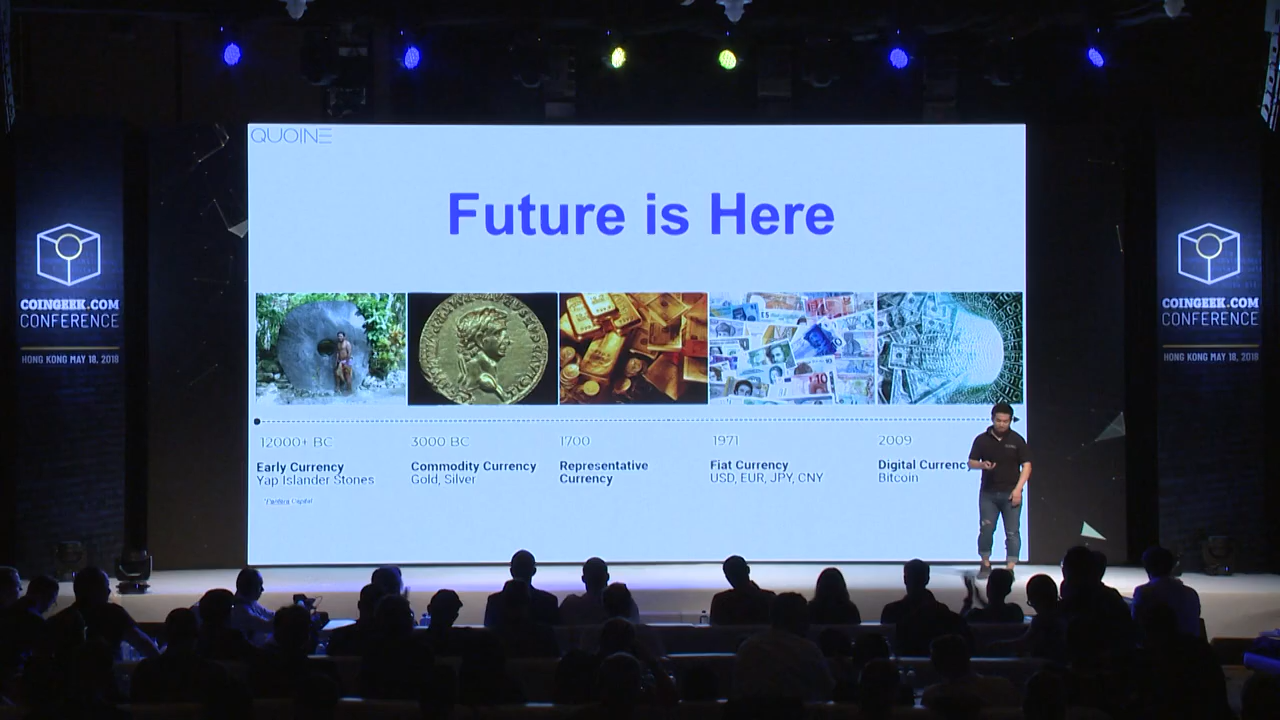 QUOINE
Future is Here
12000+ BC
Early Currency
Yap Islander Stones
*Pantera Capital
3000 BC
Commodity Currency
Gold, Silver
1700
Representative
Currency
1971
Fiat Currency
USD, EUR, JPY, CNY
2009
Digital Currency
Bitcoin
COINGEEK.COM
CONFERENCE
HONG KONG MAY 18, 2018
COINGEEK.COM
CONFERENCE
HONG KONG MAY 18, 2018